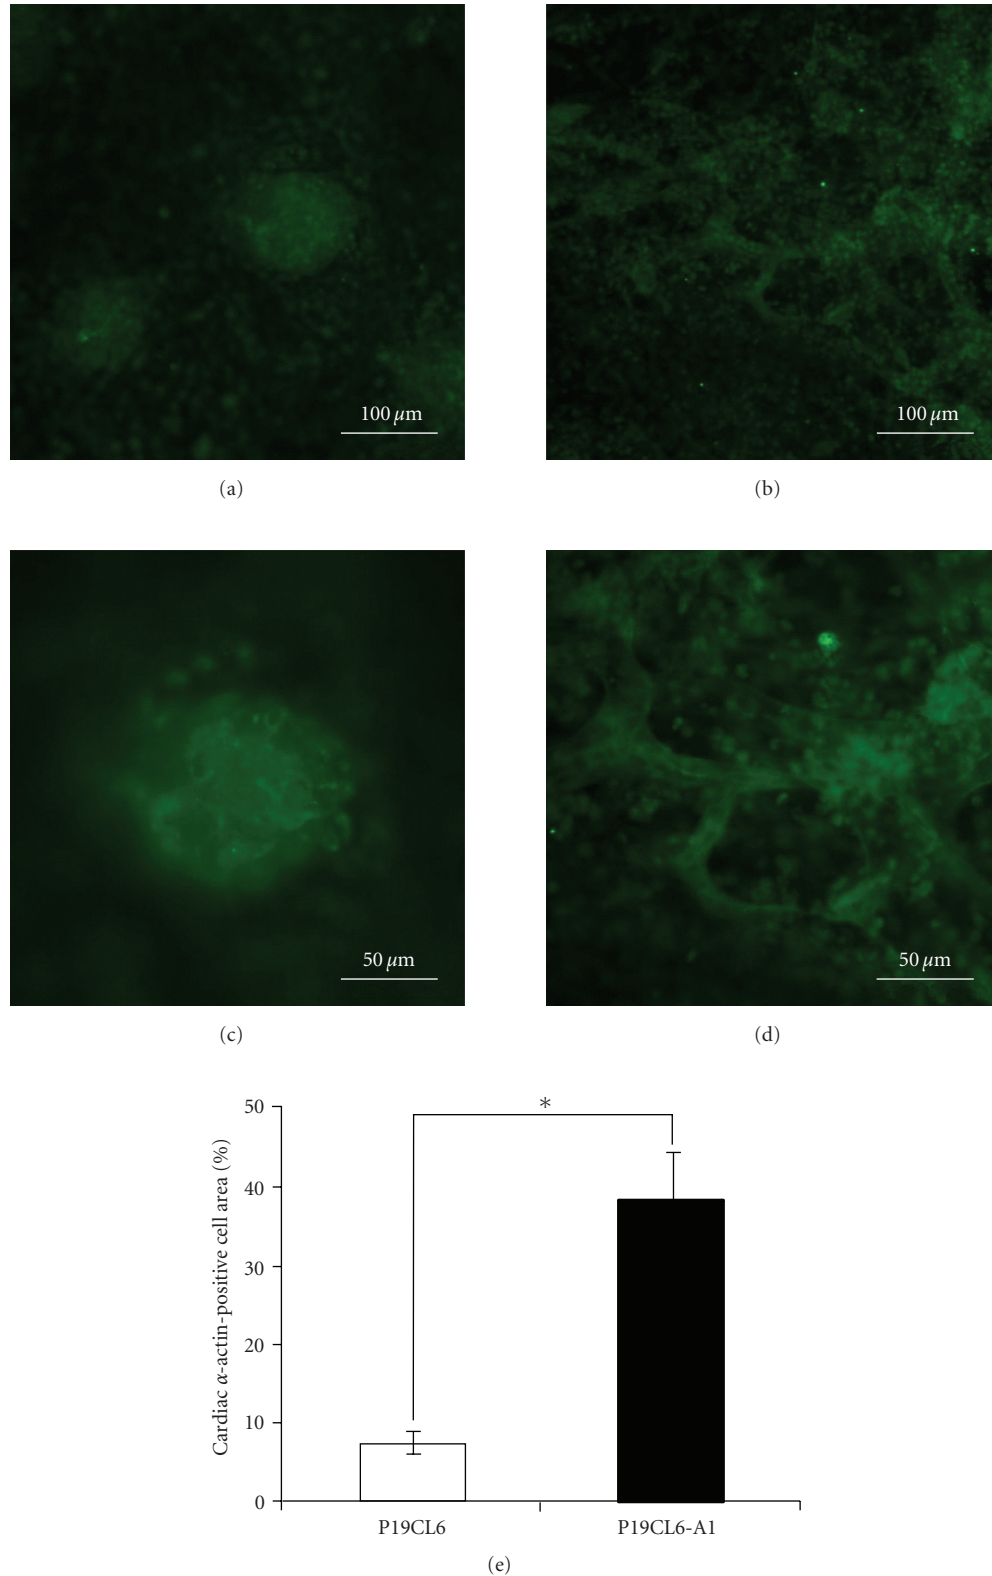 100 μm
100 μm
(a)
(b)
50 μm
50 μm
(c)
(d)
Cardiac α-actin-positive cell area (%)
50
40
30
20
10
0
*
P19CL6
P19CL6-A1
(e)